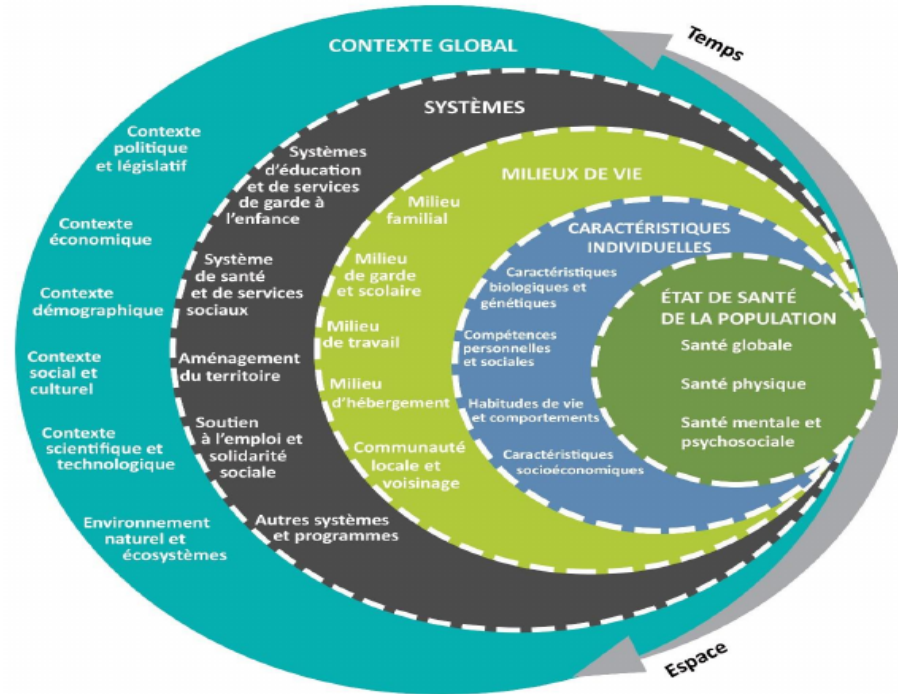 CONTEXTE GLOBAL
Temps
Contexte
politique
et législatif
Contexte
économique
Contexte
démographique
Contexte
social et
culturel
Contexte
scientifique et
technologique
Environnement
naturel et
écosystèmes
SYSTÈMES
Systèmes
d'éducation
et de services
de garde à
l'enfance
Système
de santé
et de services
sociaux
Aménagement
du territoire
Soutien
à l'emploi et
solidarité
sociale
Autres systèmes
et programmes
MILIEUX DE VIE
Milieu
familial
Milieu
de garde
et scolaire
Milieu
de travail
Milieu
d'hébergement
Communauté
locale et
voisinage
CARACTÉRISTIQUES
INDIVIDUELLES
Caractéristiques
biologiques et
génétiques
Compétences
personnelles
et sociales
Habitudes de vie
et comportements
Caractéristiques
socioéconomiques
ÉTAT DE SANTÉ
DE LA POPULATION
Santé globale
Santé physique
Santé mentale et
psychosociale
Espace